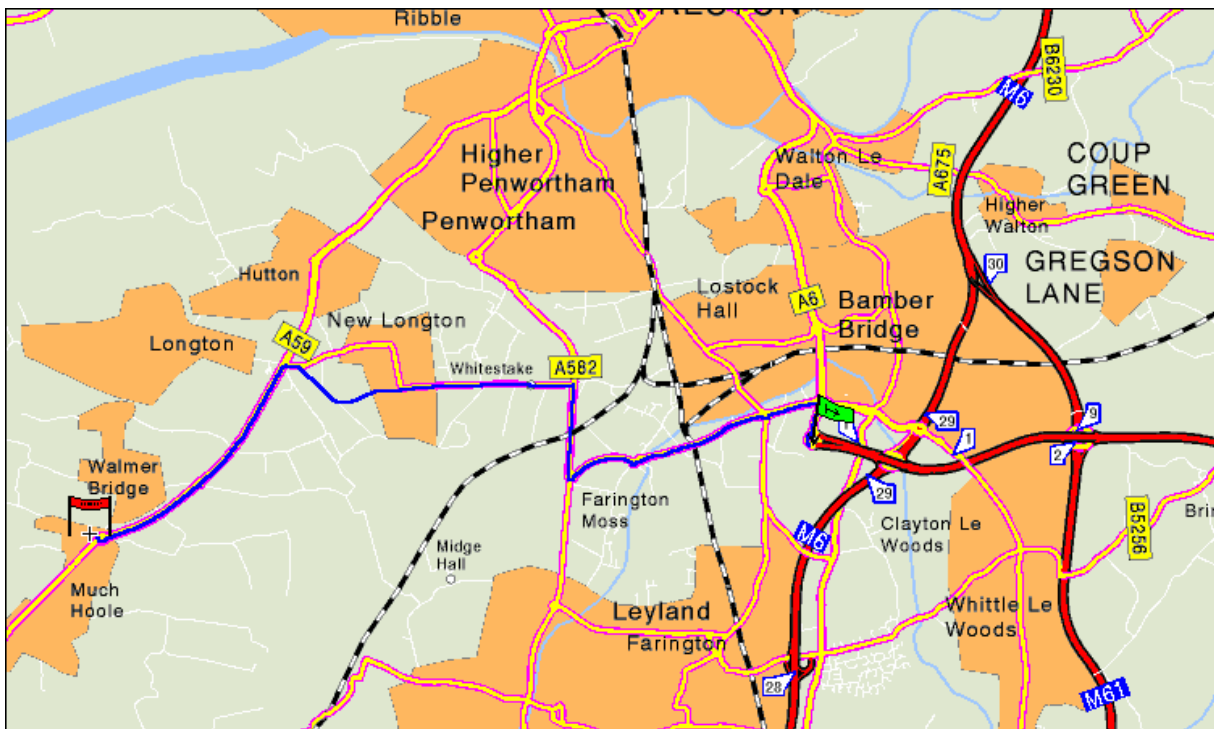 Ribble
PRESTON
B6230
M6
Higher
Penwortham
Walton Le
Dale
A675
COUP
GREEN
Penwortham
Higher
Walton
Hutton
30
GREGSON
LANE
Lostock
Hall
A6
Bamber
Bridge
New Longton
A59
Longton
Whitestake
A582
29
9
1
2
Walmer
Bridge
29
Farington
Moss
M6
Clayton Le
Woods
B5256
Brin
Midge
Hall
Much
Hoole
Leyland
Farington
Whittle Le
Woods
28
M61